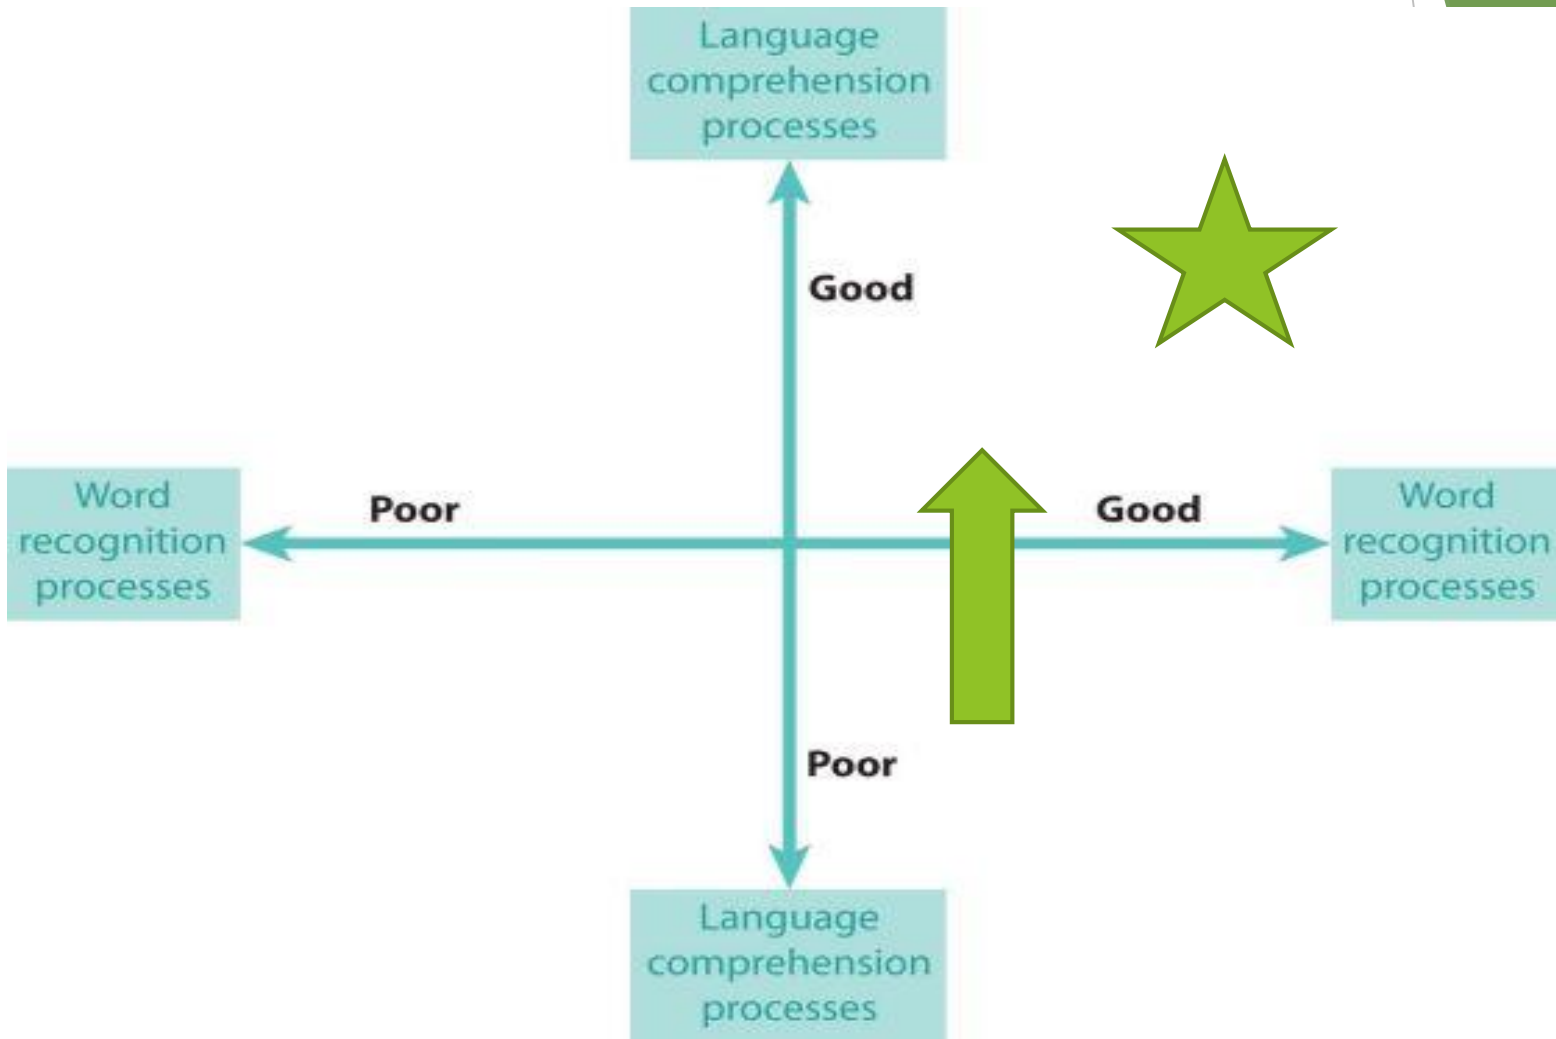 Language
comprehension
processes
Good
Word
recognition
processes
Poor
Good
Word
recognition
processes
Poor
Language
comprehension
processes